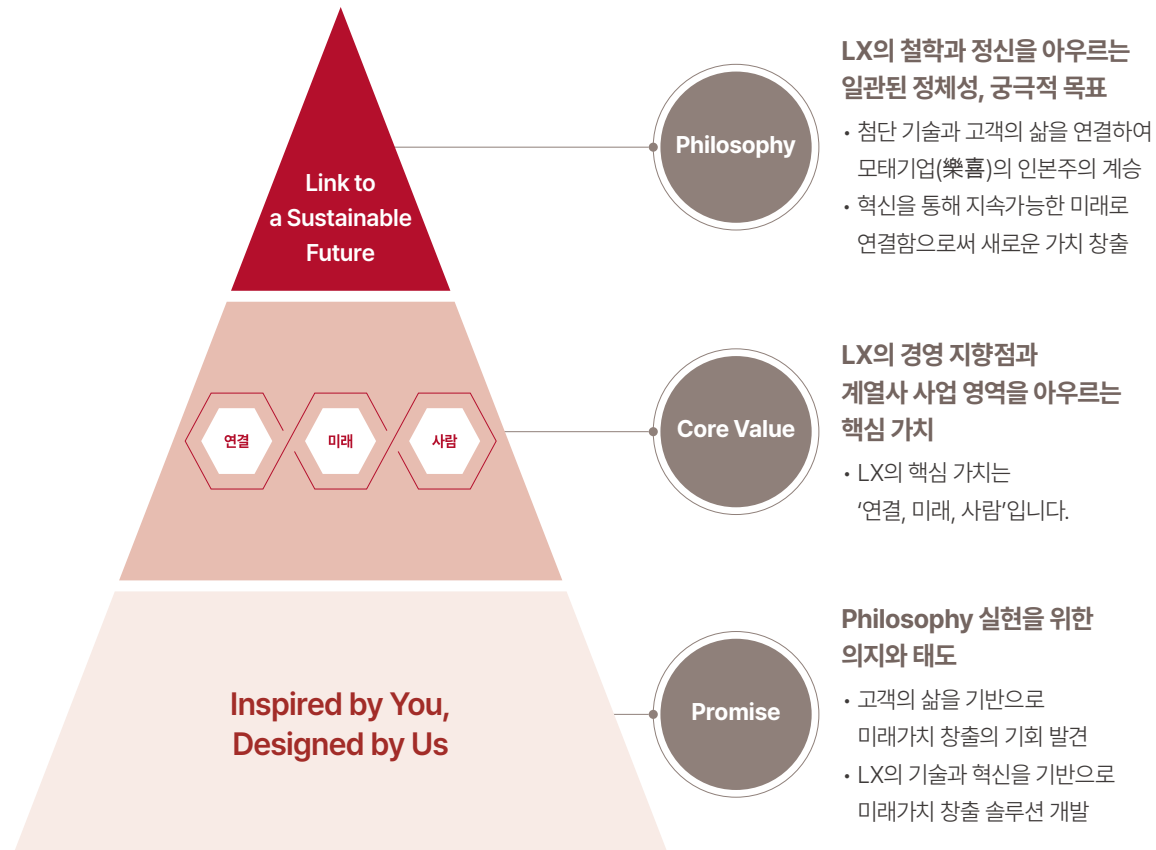 Link to
a Sustainable
Future
Philosophy
LX의 철학과 정신을 아우르는
일관된 정체성, 궁극적 목표
• 첨단 기술과 고객의 삶을 연결하여
모태기업(樂喜)의 인본주의 계승
• 혁신을 통해 지속가능한 미래로
연결함으로써 새로운 가치 창출
연결
미래
사람
Core Value
LX의 경영 지향점과
계열사 사업 영역을 아우르는
핵심 가치
• LX의 핵심 가치는
‘연결, 미래, 사람’입니다.
Inspired by You,
Designed by Us
Promise
Philosophy 실현을 위한
의지와 태도
• 고객의 삶을 기반으로
미래가치 창출의 기회 발견
• LX의 기술과 혁신을 기반으로
미래가치 창출 솔루션 개발